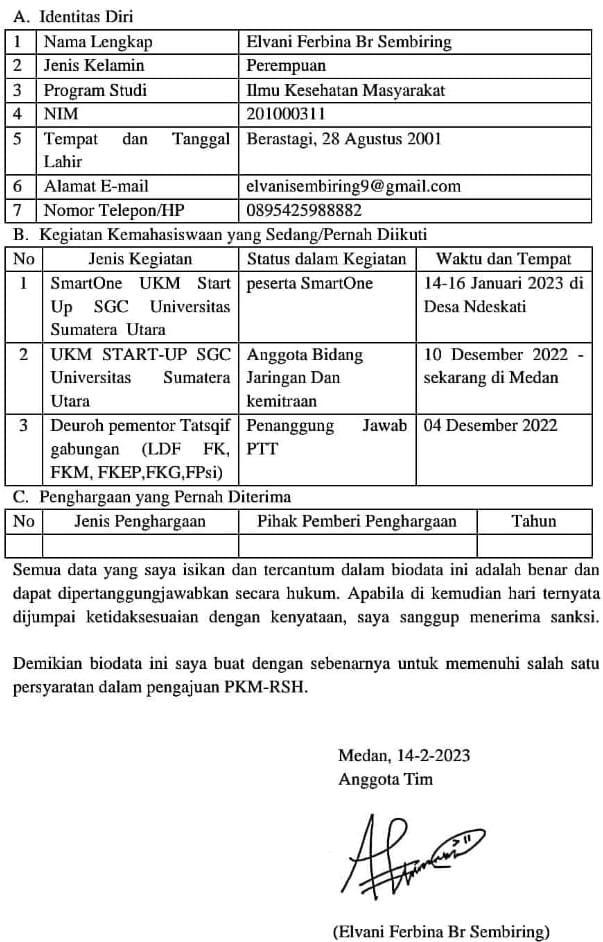 A. Identitas Diri
1 Nama Lengkap Elvani Ferbina Br Sembiring
2 Jenis Kelamin Perempuan
3 Program Studi Ilmu Kesehatan Masyarakat
4 NIM 201000311
5 Tempat dan Tanggal Berastagi, 28 Agustus 2001
Lahir
6 Alamat E-mail elvanisembiring9@gmail.com
7 Nomor Telepon/HP 0895425988882
B. Kegiatan Kemahasiswaan yang Sedang/Pernah Diikuti
No Jenis Kegiatan Status dalam Kegiatan Waktu dan Tempat
1 SmartOne UKM Start peserta SmartOne 14-16 Januari 2023 di
Up SGC Universitas Desa Ndeskati
Sumatera Utara
2 UKM START-UP SGC Anggota Bidang 10 Desember 2022 -
Universitas Sumatera Jaringan Dan sekarang di Medan
Utara kemitraan
3 Deuroh pementor Tatsqif Penanggung Jawab 04 Desember 2022
gabungan (LDF FK, PTT
FKM, FKEP,FKG,FPsi)
C. Penghargaan yang Pernah Diterima
No Jenis Penghargaan Pihak Pemberi Penghargaan Tahun
Semua data yang saya isikan dan tercantum dalam biodata ini adalah benar dan
dapat dipertanggungjawabkan secara hukum. Apabila di kemudian hari ternyata
dijumpai ketidaksesuaian dengan kenyataan, saya sanggup menerima sanksi.
Demikian biodata ini saya buat dengan sebenarnya untuk memenuhi salah satu
persyaratan dalam pengajuan PKM-RSH.
Medan, 14-2-2023
Anggota Tim
(Elvani Ferbina Br Sembiring)